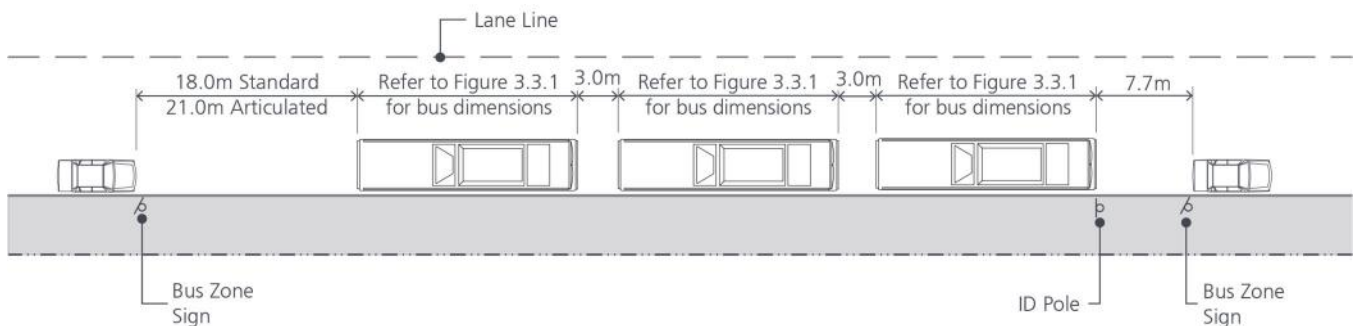 Lane Line
18.0m Standard
21.0m Articulated
Refer to Figure 3.3.1
for bus dimensions
3.0m
Refer to Figure 3.3.1
for bus dimensions
3.0m
Refer to Figure 3.3.1
for bus dimensions
7.7m
Bus Zone
Sign
ID Pole
Bus Zone
Sign